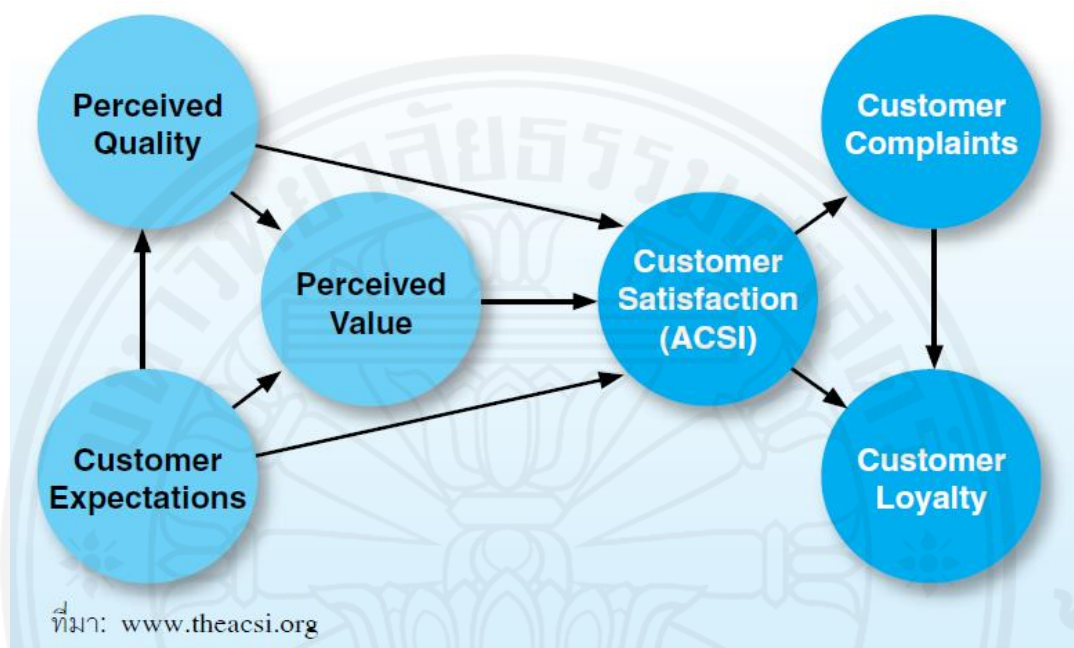 Perceived
Quality
Customer
Complaints
Perceived
Value
Customer
Satisfaction
(ACSI)
Customer
Expectations
Customer
Loyalty
ที่มา: www.theacsi.org